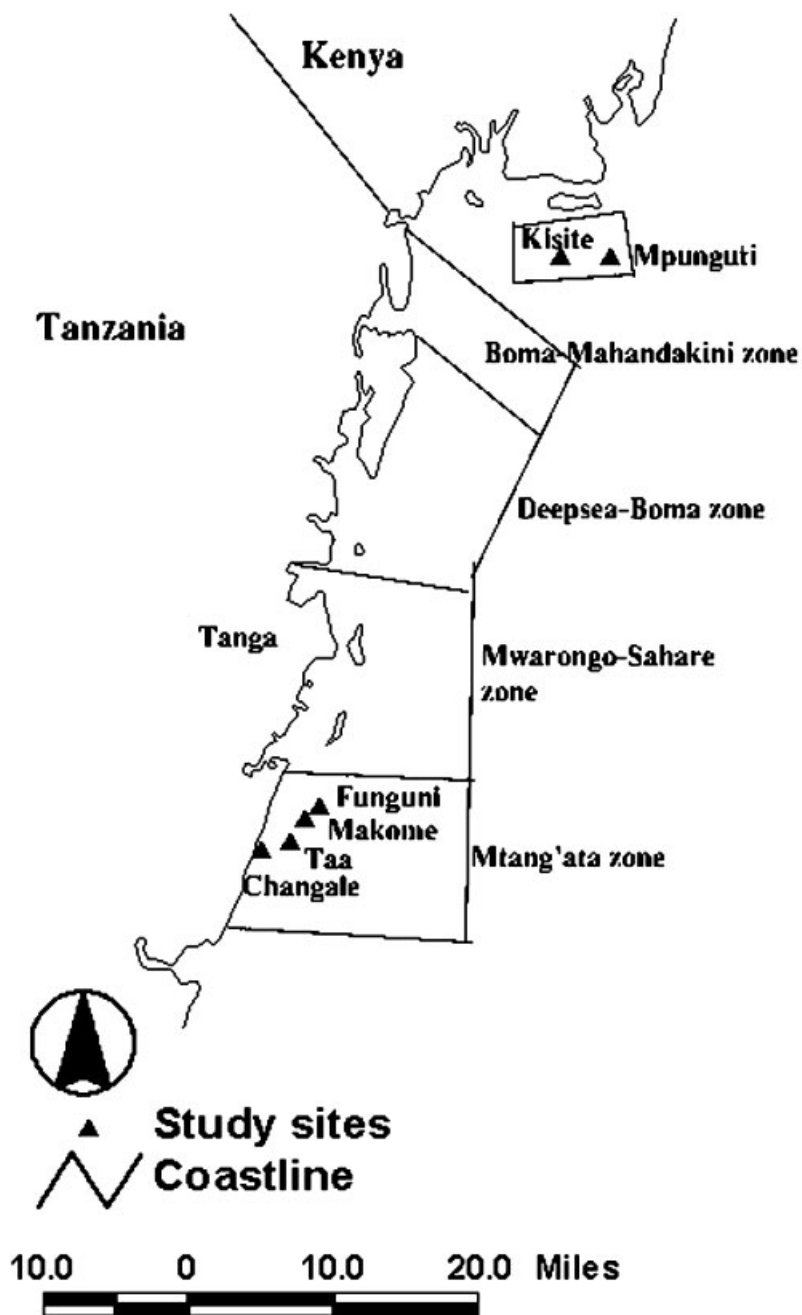 Kenya
Kisite
Mpunguti
Tanzania
Boma-Mahandakini zone
Deepsea-Boma zone
Tanga
Mwarongo-Sahare
zone
Funguni
Makome
Taa
Mtang'ata zone
Changale
Study sites
Coastline
10.0 0 10.0 20.0 Miles